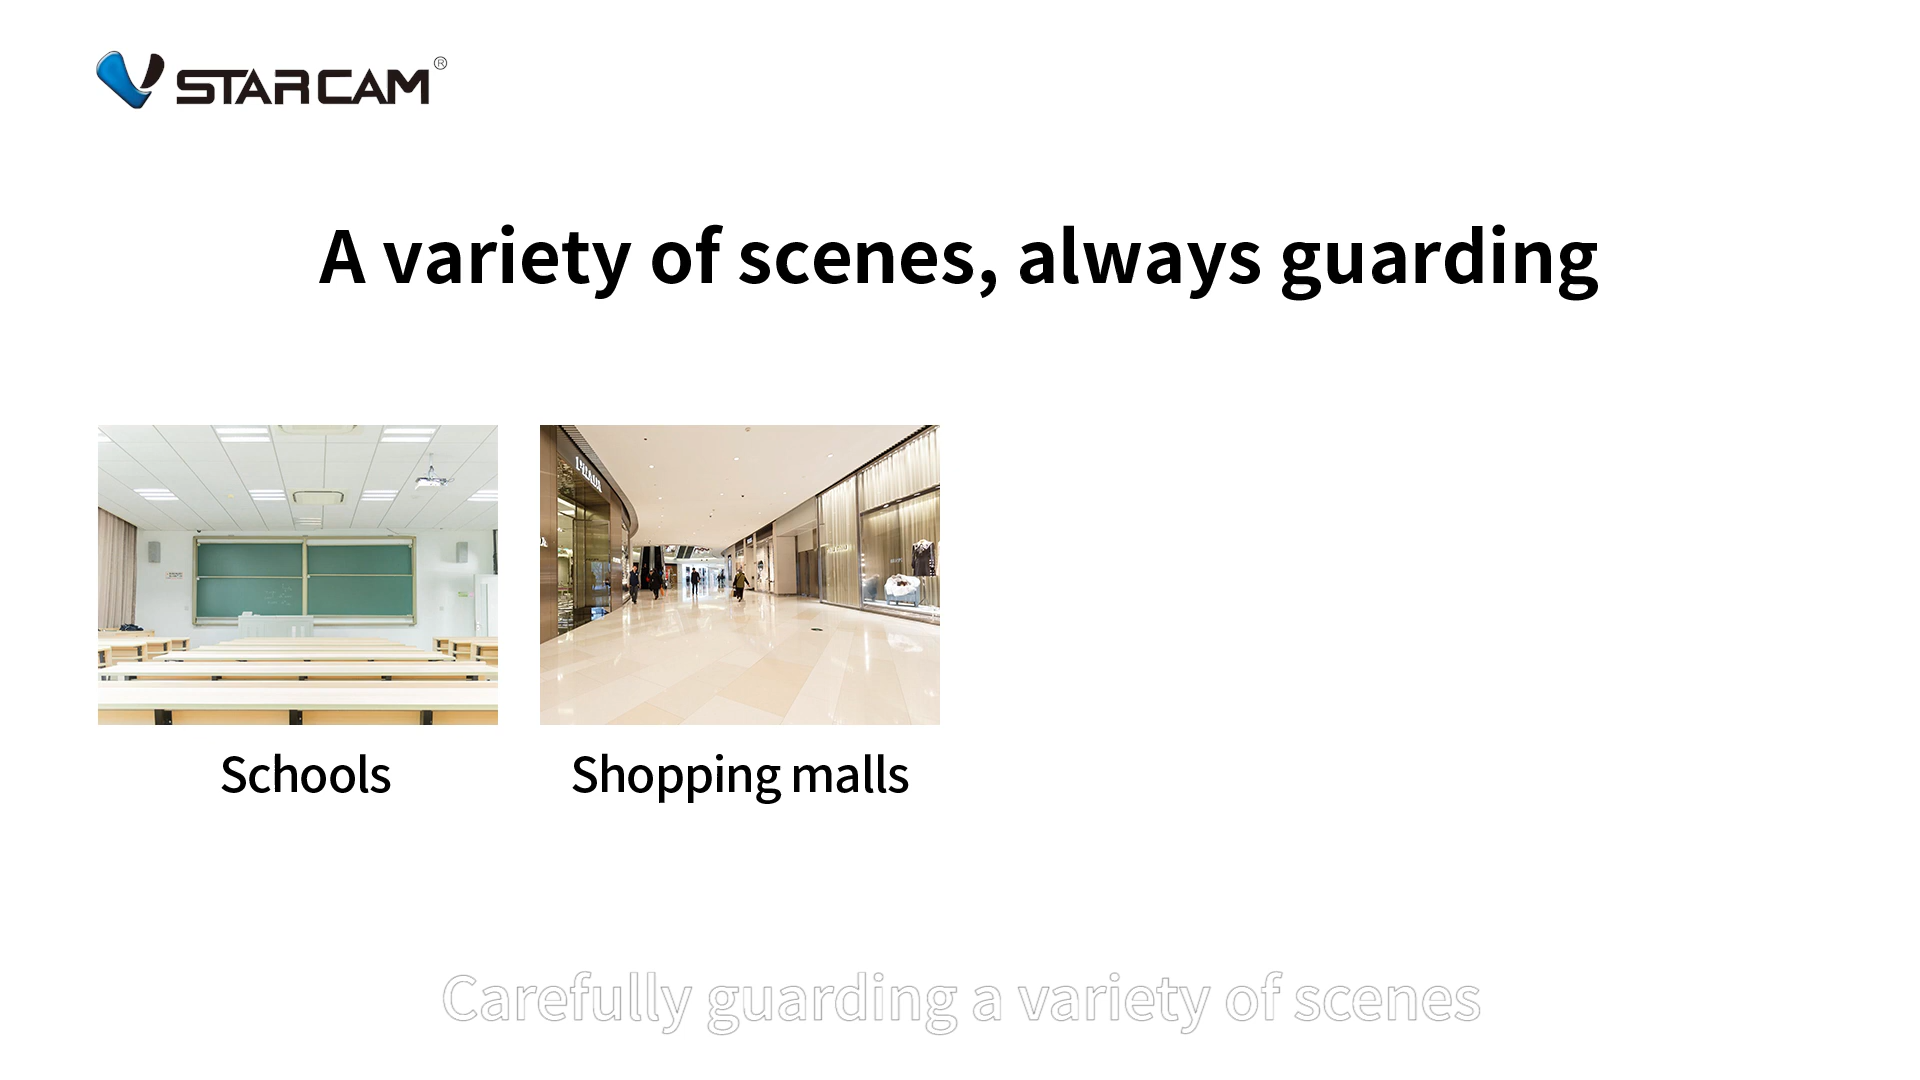 STARCAM®
A variety of scenes, always guarding
Schools
Shopping malls
Carefully guarding a variety of scenes